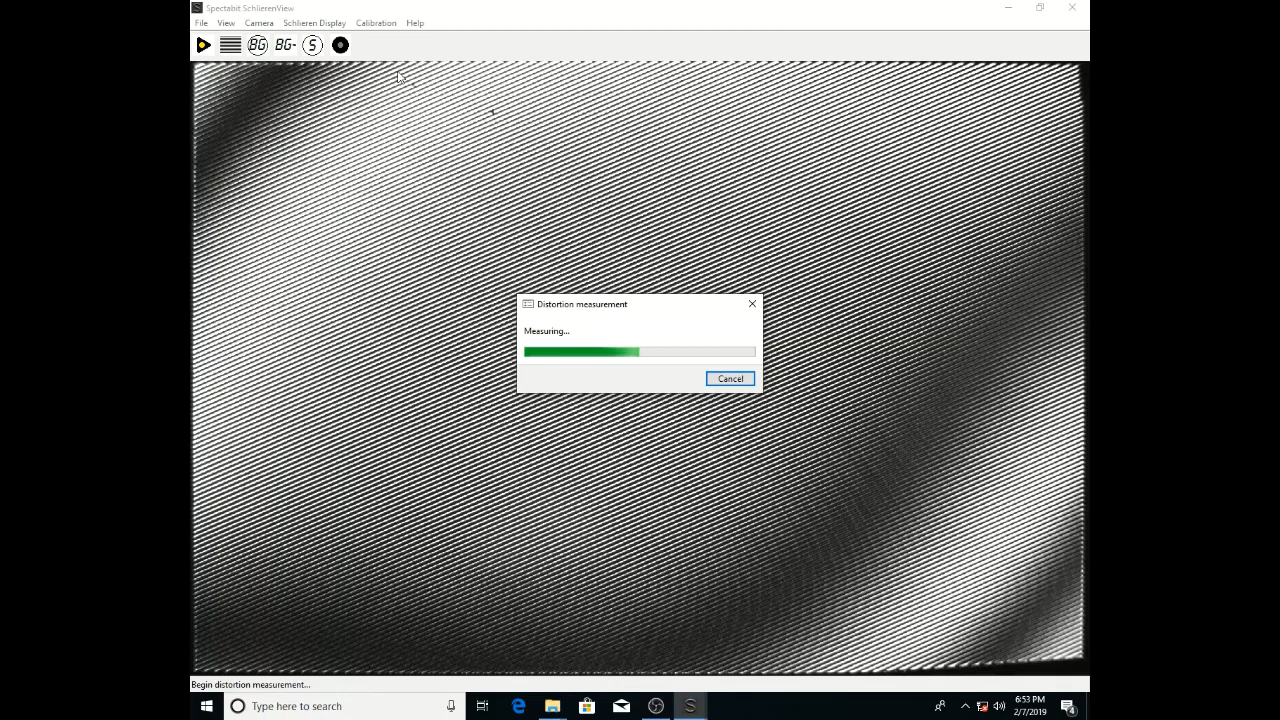 Spectabit SchlierenView
File View Camera Schlieren Display Calibration Help
BG BG- S
Distortion measurement
Measuring...
Cancel
Begin distortion measurement...
Type here to search
6:53 PM
2/7/2019
4